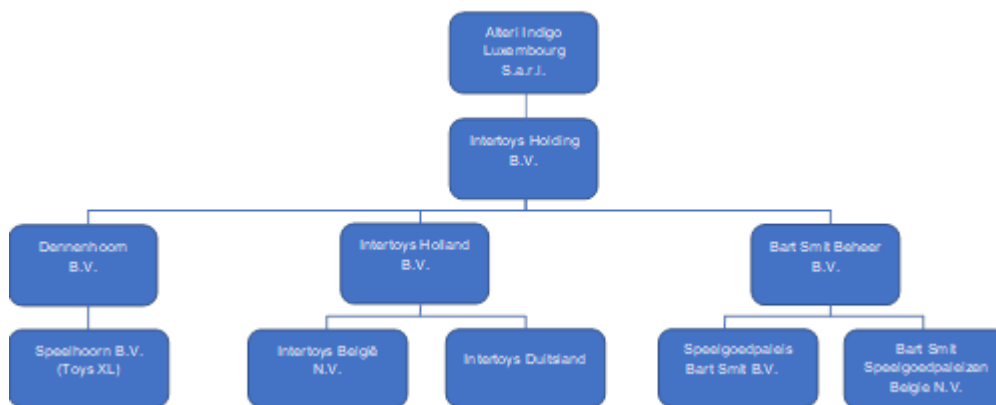 Alteri Indigo
Luxembourg
S.a.r.l.
Intertoys Holding
B.V.
Dennenhoorn
B.V.
Intertoys Holland
B.V.
Bart Smit Beheer
B.V.
Speelhoorn B.V.
(Toys XL)
Intertoys België
N.V.
Intertoys Duitsland
Speelgoedpaleis
Bart Smit B.V.
Bart Smit
Speelgoedpaleizen
Belgie N.V.